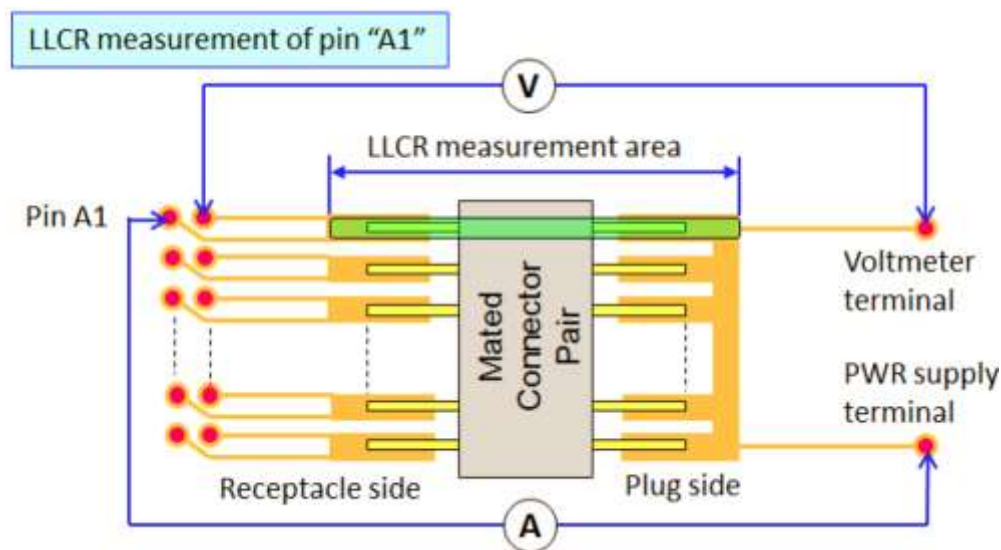 LLCR measurement of pin “A1”
V
LLCR measurement area
Pin A1
Mated
Connector
Pair
Voltmeter
terminal
PWR supply
terminal
Receptacle side
Plug side
A